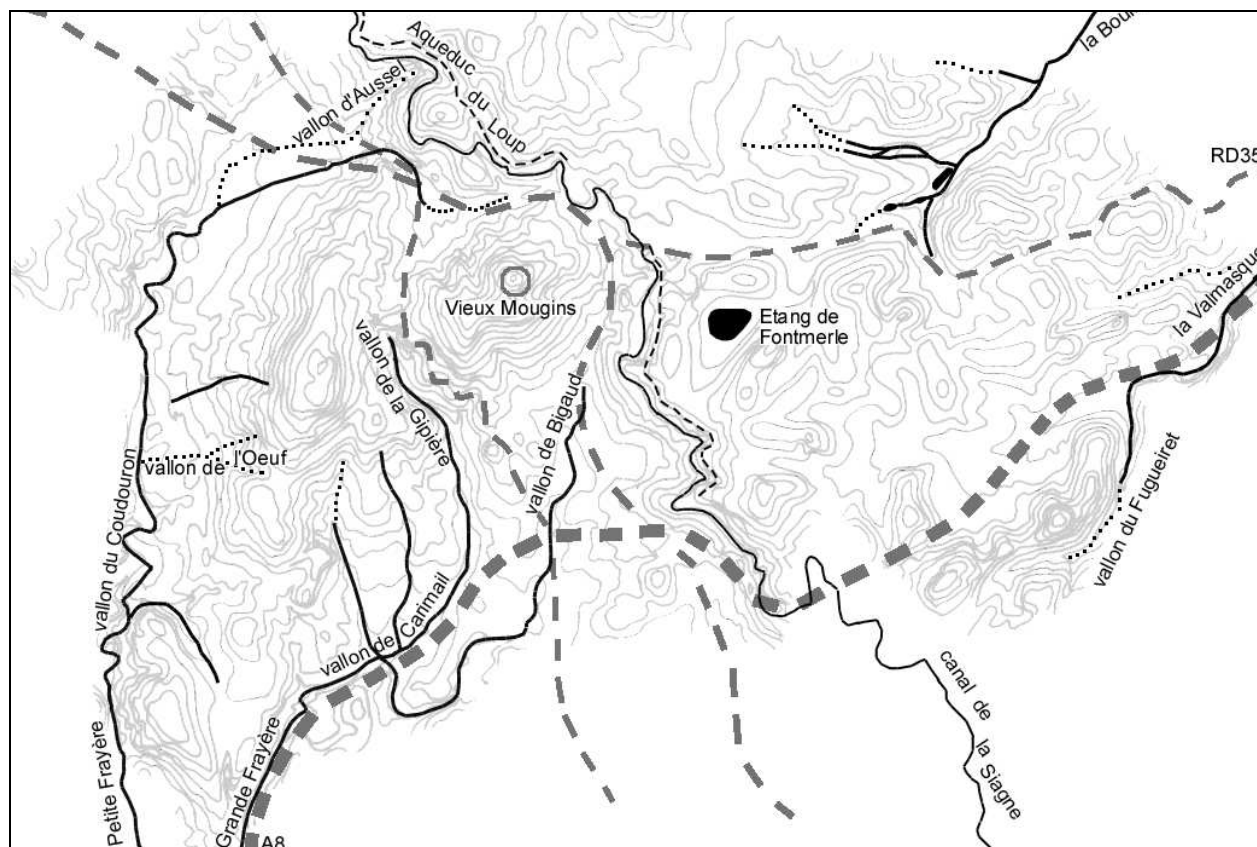 Aqueduc
du
Loup
la Bouil
vallon d'Aussel
RD35
Vieux Mougins
Etang de
Fontmerle
la Valmasque
vallon
de la
Gipière
vallon de Bigaud
vallon de l'Oeuf
vallon du Coudouron
vallon du Fugueiret
vallon de Carimail
canal de
la Siagne
Petite Frayère
Grande Frayère
A8